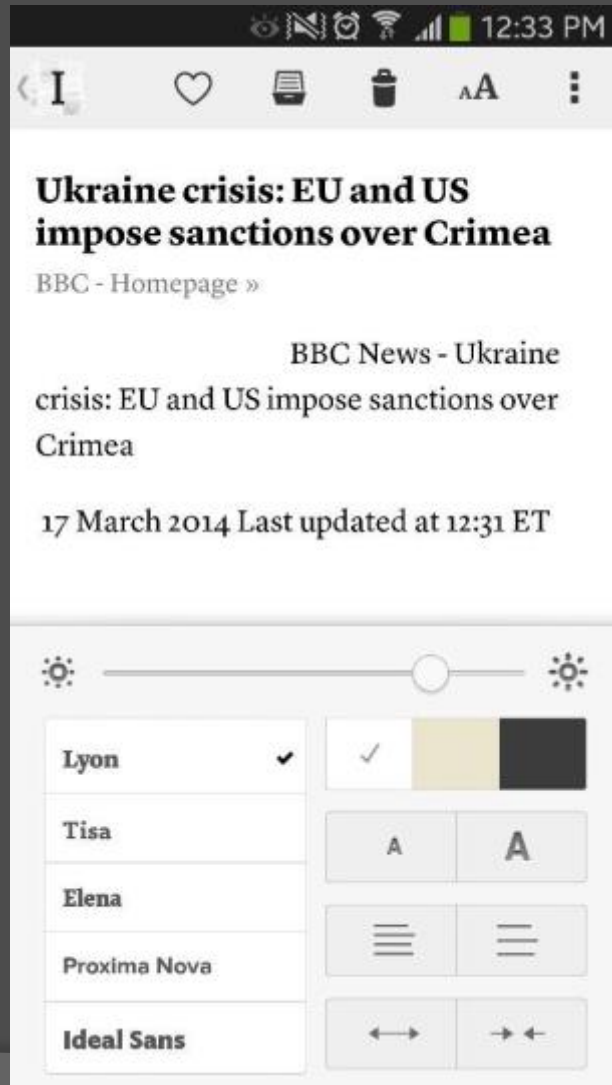 12:33 PM
I
AA
Ukraine crisis: EU and US
impose sanctions over Crimea
BBC - Homepage »
BBC News - Ukraine
crisis: EU and US impose sanctions over
Crimea
17 March 2014 Last updated at 12:31 ET
Lyon
Tisa
A A
Elena
Proxima Nova
Ideal Sans